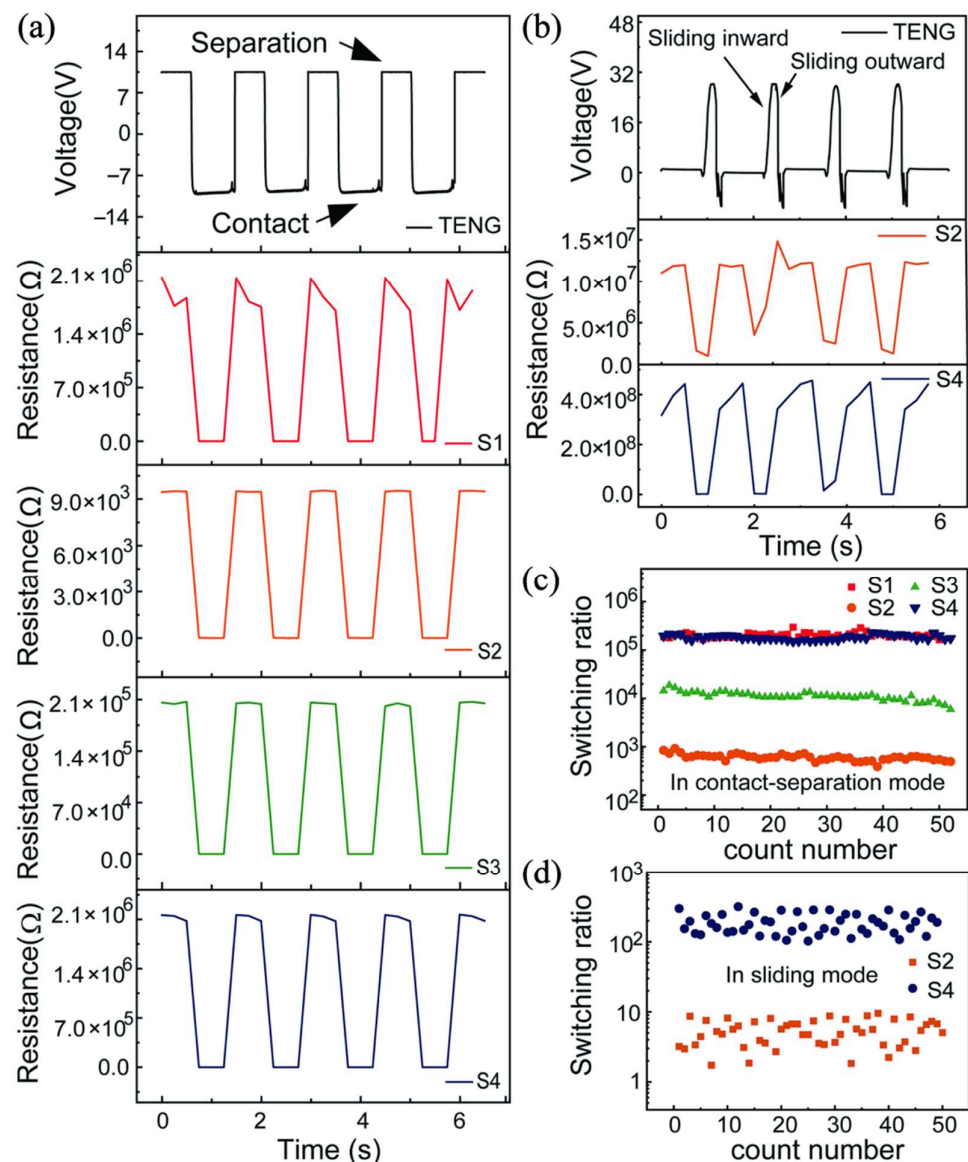 (a)
Separation
Contact
TENG
Voltage(V)
14
7
0
−7
−14
Resistance(Ω)
2.1×10⁶
1.4×10⁶
7.0×10⁵
0.0
S1
Resistance(Ω)
9.0×10³
6.0×10³
3.0×10³
0.0
S2
Resistance(Ω)
2.1×10⁵
1.4×10⁵
7.0×10⁴
0.0
S3
Resistance(Ω)
2.1×10⁶
1.4×10⁶
7.0×10⁵
0.0
S4
0 2 4 6
Time (s)
(b)
TENG
Sliding inward
Sliding outward
Voltage(V)
48
32
16
0
S2
1.5×10⁷
1.0×10⁷
5.0×10⁶
0.0
Resistance(Ω)
S4
4.0×10⁸
2.0×10⁸
0.0
0 2 4 6
Time (s)
(c)
S1 S3
S2 S4
Switching ratio
10⁶
10⁵
10⁴
10³
10²
In contact-separation mode
0 10 20 30 40 50
count number
(d)
Switching ratio
10³
10²
10
1
In sliding mode
S2
S4
0 10 20 30 40 50
count number